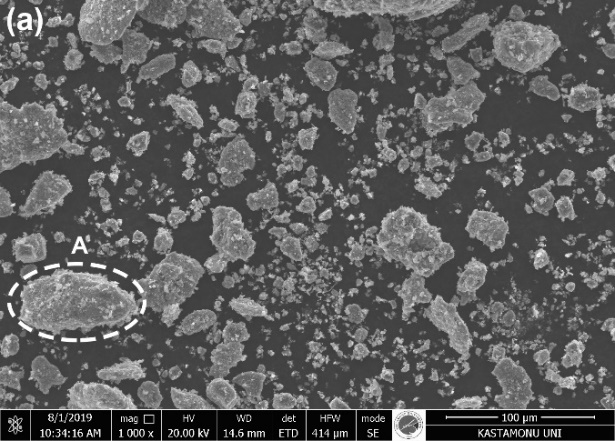 (a)
A
8/1/2019
10:34:16 AM
mag
1 000 x
HV
20.00 kV
WD
14.6 mm
det
ETD
HFW
414 µm
mode
SE
100 µm
KASTAMONU UNI